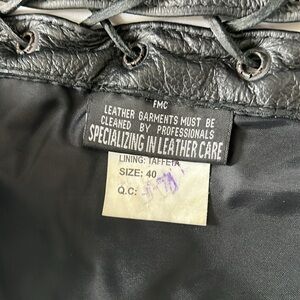 FMC
LEATHER GARMENTS MUST BE
CLEANED BY PROFESSIONALS
SPECIALIZING IN LEATHER CARE
LINING: TAFFETA
SIZE: 40
Q.C: